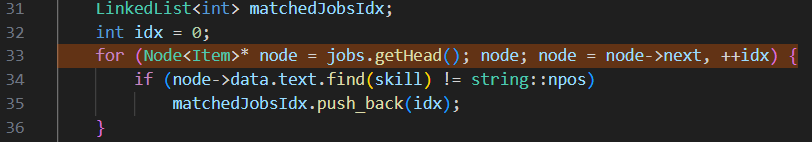 31 LinkedList<int> matchedJobsIdx;
32 int idx = 0;
33 for (Node<Item>* node = jobs.getHead(); node; node = node->next, ++idx) {
34 if (node->data.text.find(skill) != string::npos)
35 matchedJobsIdx.push_back(idx);
36 }